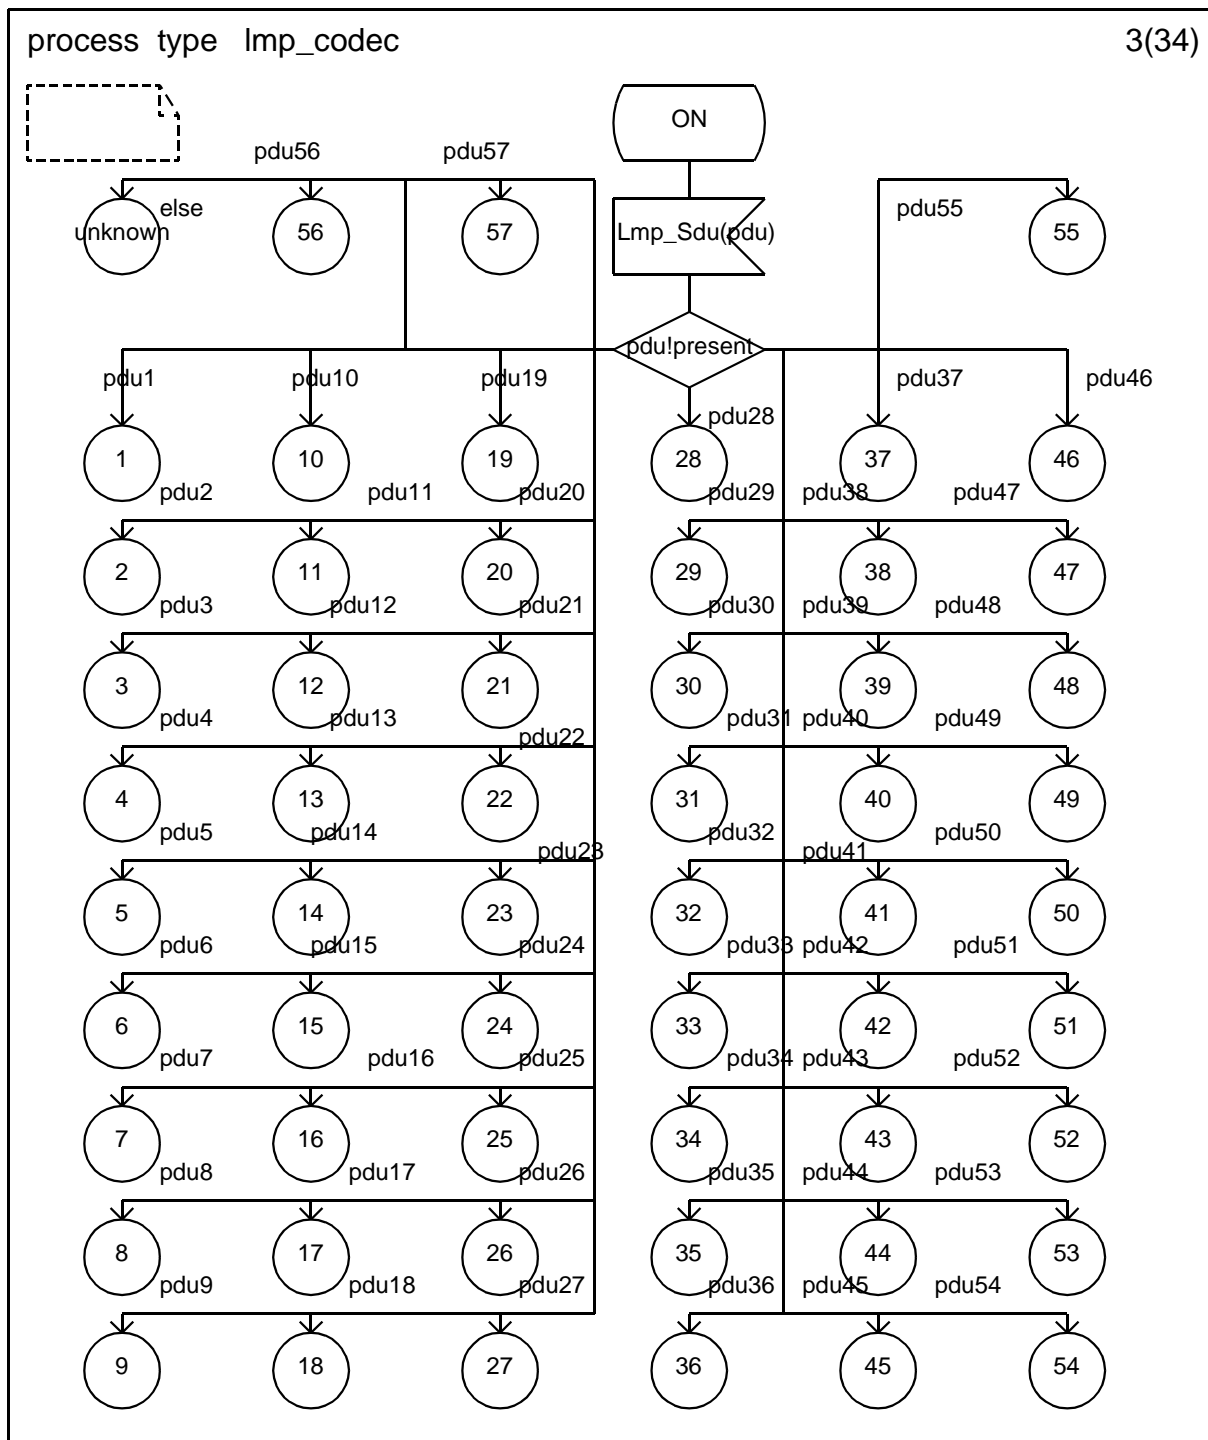 process type lmp_codec 3(34)
ON
pdu56 pdu57
else pdu55
unknown 56 57 Lmp_Sdu(pdu) 55
pdu!present
pdu1 pdu10 pdu19 pdu37 pdu46
pdu28
1 10 19 28 37 46
pdu2 pdu11 pdu20 pdu29 pdu38 pdu47
2 11 20 29 38 47
pdu3 pdu12 pdu21 pdu30 pdu39 pdu48
3 12 21 30 39 48
pdu4 pdu13 pdu31 pdu40 pdu49
pdu22
4 13 22 31 40 49
pdu5 pdu14 pdu32 pdu50
pdu23 pdu41
5 14 23 32 41 50
pdu6 pdu15 pdu24 pdu33 pdu42 pdu51
6 15 24 33 42 51
pdu7 pdu16 pdu25 pdu34 pdu43 pdu52
7 16 25 34 43 52
pdu8 pdu17 pdu26 pdu35 pdu44 pdu53
8 17 26 35 44 53
pdu9 pdu18 pdu27 pdu36 pdu45 pdu54
9 18 27 36 45 54